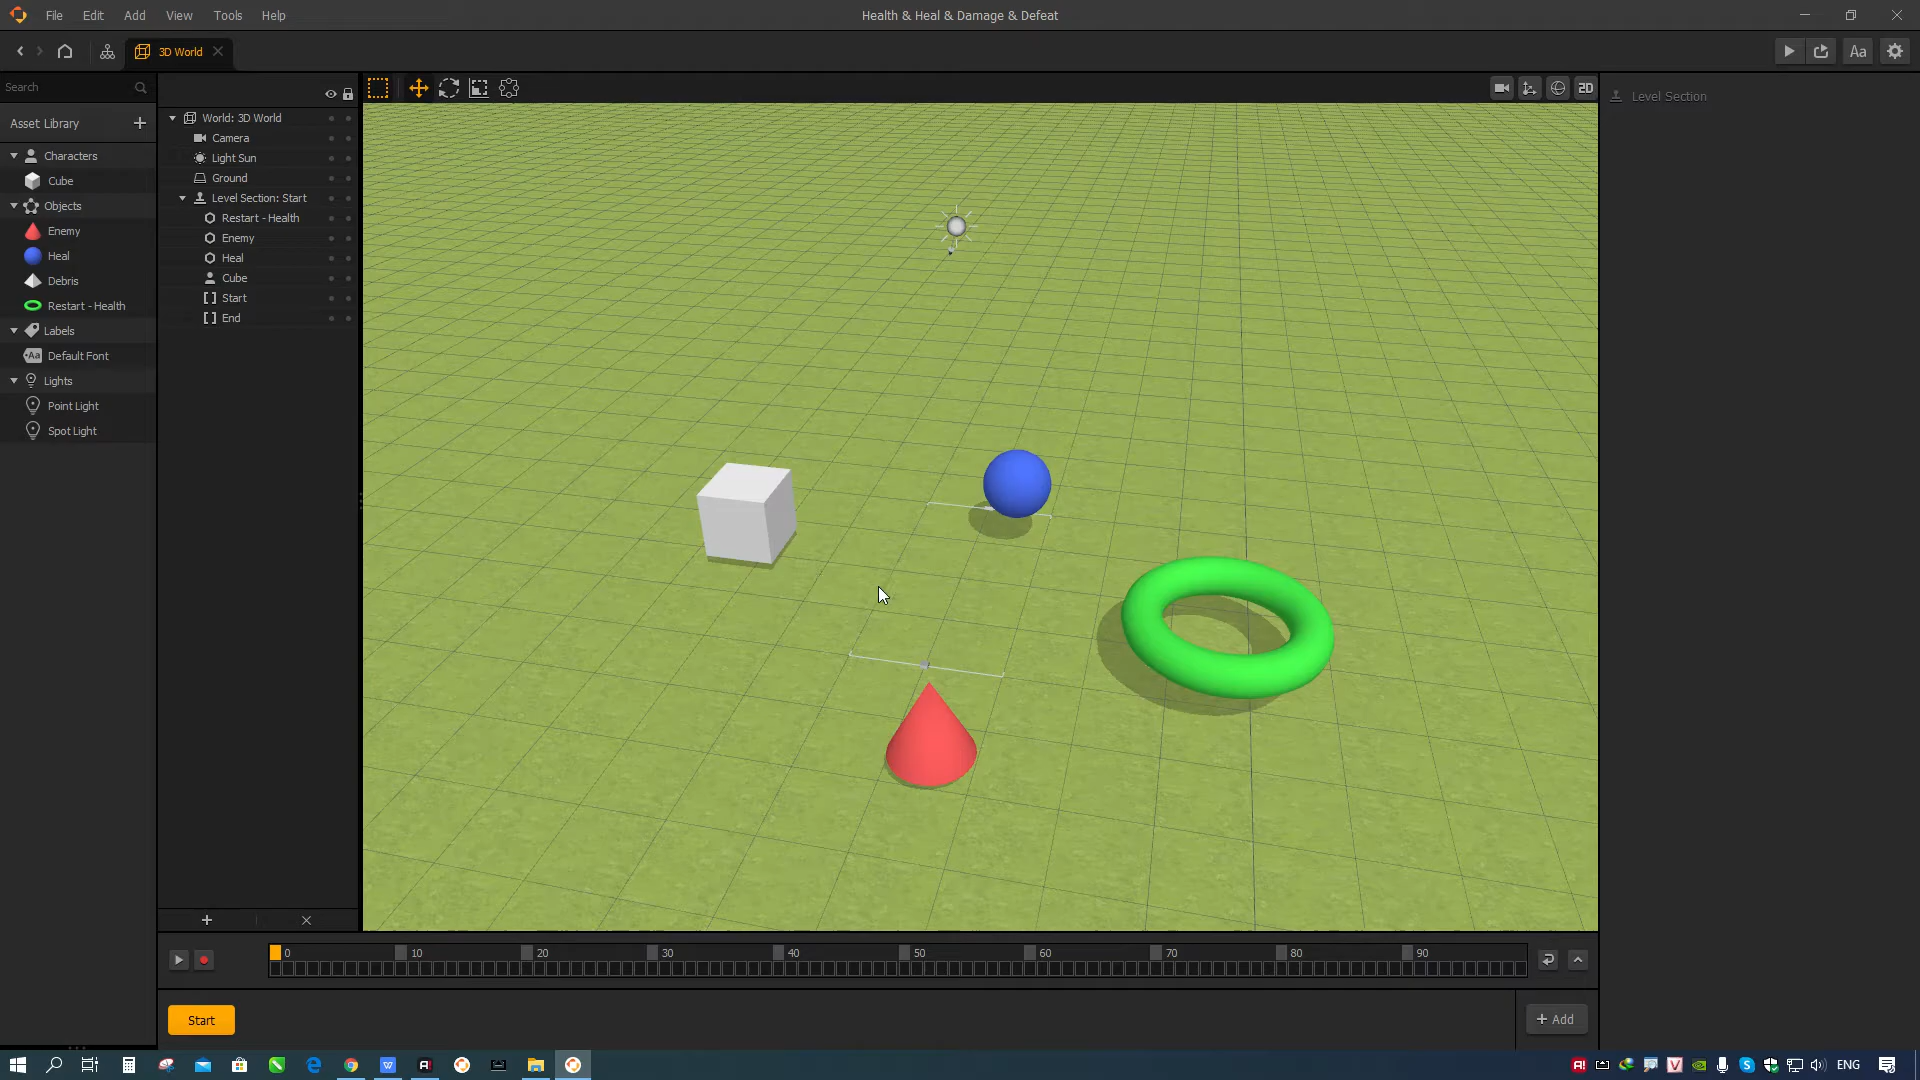 File Edit View Add Tools Help
Health & Heal & Damage & Defeat
3D World
Aa
Search
Asset Library
Characters
Cube
Objects
Enemy
Heal
Debris
Restart - Health
Labels
Aa Default Font
Lights
Point Light
Spot Light
World: 3D World
Camera
Light Sun
Ground
Level Section: Start
Restart - Health
Enemy
Heal
Cube
Start
End
2D
Level Section
0 10 20 30 40 50 60 70 80 90
Start
+ Add
ENG